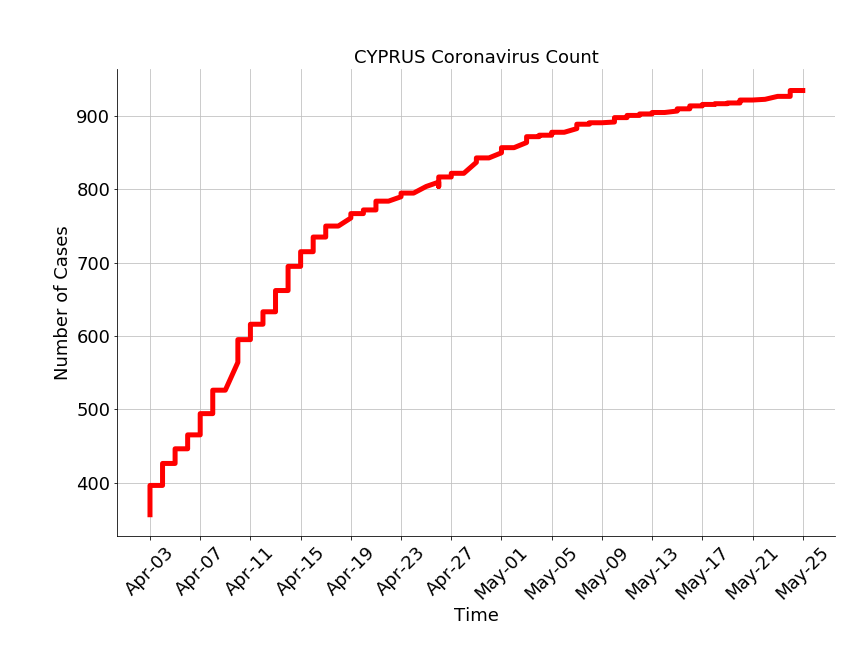 CYPRUS Coronavirus Count
900
800
700
600
500
400
Number of Cases
Apr-03
Apr-07
Apr-11
Apr-15
Apr-19
Apr-23
Apr-27
May-01
May-05
May-09
May-13
May-17
May-21
May-25
Time